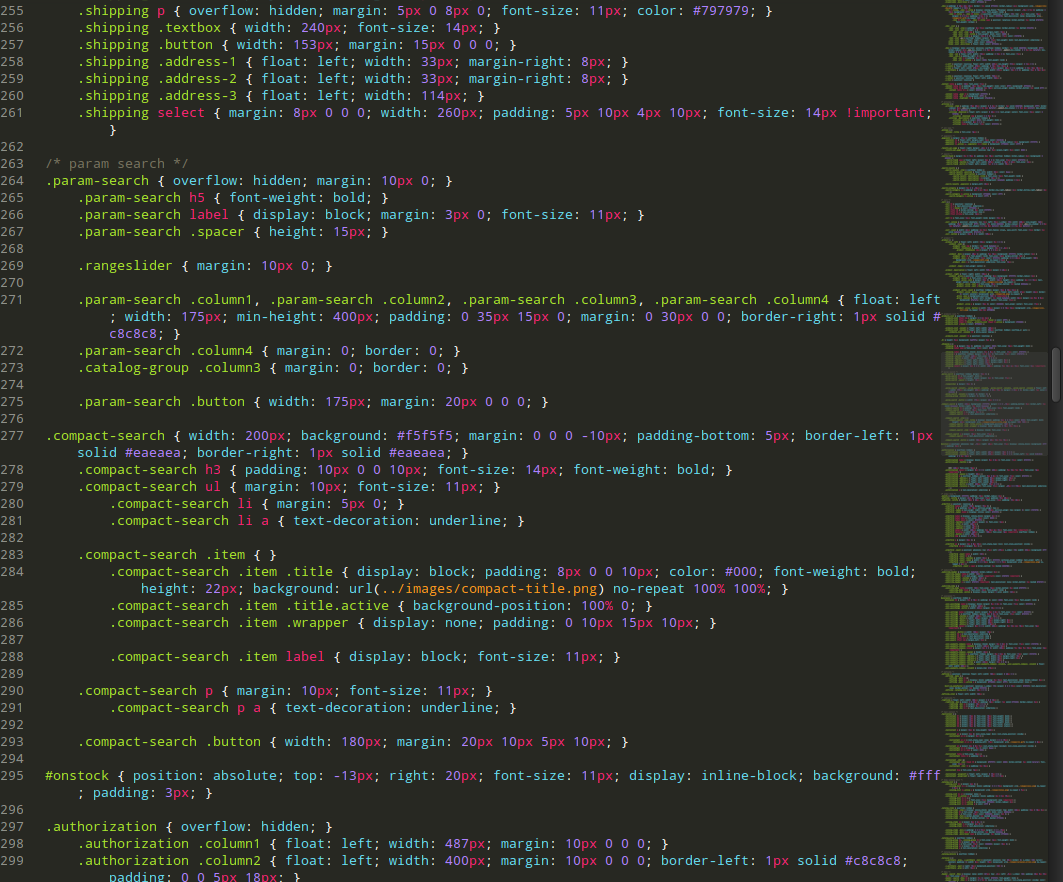 255 .shipping p { overflow: hidden; margin: 5px 0 8px 0; font-size: 11px; color: #797979; }
256 .shipping .textbox { width: 240px; font-size: 14px; }
257 .shipping .button { width: 153px; margin: 15px 0 0 0; }
258 .shipping .address-1 { float: left; width: 33px; margin-right: 8px; }
259 .shipping .address-2 { float: left; width: 33px; margin-right: 8px; }
260 .shipping .address-3 { float: left; width: 114px; }
261 .shipping select { margin: 8px 0 0 0; width: 260px; padding: 5px 10px 4px 10px; font-size: 14px !important;
}
262
263 /* param search */
264 .param-search { overflow: hidden; margin: 10px 0; }
265 .param-search h5 { font-weight: bold; }
266 .param-search label { display: block; margin: 3px 0; font-size: 11px; }
267 .param-search .spacer { height: 15px; }
268
269 .rangeslider { margin: 10px 0; }
270
271 .param-search .column1, .param-search .column2, .param-search .column3, .param-search .column4 { float: left
; width: 175px; min-height: 400px; padding: 0 35px 15px 0; margin: 0 30px 0 0; border-right: 1px solid #
c8c8c8; }
272 .param-search .column4 { margin: 0; border: 0; }
273 .catalog-group .column3 { margin: 0; border: 0; }
274
275 .param-search .button { width: 175px; margin: 20px 0 0 0; }
276
277 .compact-search { width: 200px; background: #f5f5f5; margin: 0 0 0 -10px; padding-bottom: 5px; border-left: 1px
solid #eaeaea; border-right: 1px solid #eaeaea; }
278 .compact-search h3 { padding: 10px 0 0 10px; font-size: 14px; font-weight: bold; }
279 .compact-search ul { margin: 10px; font-size: 11px; }
280 .compact-search li { margin: 5px 0; }
281 .compact-search li a { text-decoration: underline; }
282
283 .compact-search .item { }
284 .compact-search .item .title { display: block; padding: 8px 0 0 10px; color: #000; font-weight: bold;
height: 22px; background: url(../images/compact-title.png) no-repeat 100% 100%; }
285 .compact-search .item .title.active { background-position: 100% 0; }
286 .compact-search .item .wrapper { display: none; padding: 0 10px 15px 10px; }
287
288 .compact-search .item label { display: block; font-size: 11px; }
289
290 .compact-search p { margin: 10px; font-size: 11px; }
291 .compact-search p a { text-decoration: underline; }
292
293 .compact-search .button { width: 180px; margin: 20px 10px 5px 10px; }
294
295 #onstock { position: absolute; top: -13px; right: 20px; font-size: 11px; display: inline-block; background: #fff
; padding: 3px; }
296
297 .authorization { overflow: hidden; }
298 .authorization .column1 { float: left; width: 487px; margin: 10px 0 0 0; }
299 .authorization .column2 { float: left; width: 400px; margin: 10px 0 0 0; border-left: 1px solid #c8c8c8;
padding: 0 0 5px 18px; }